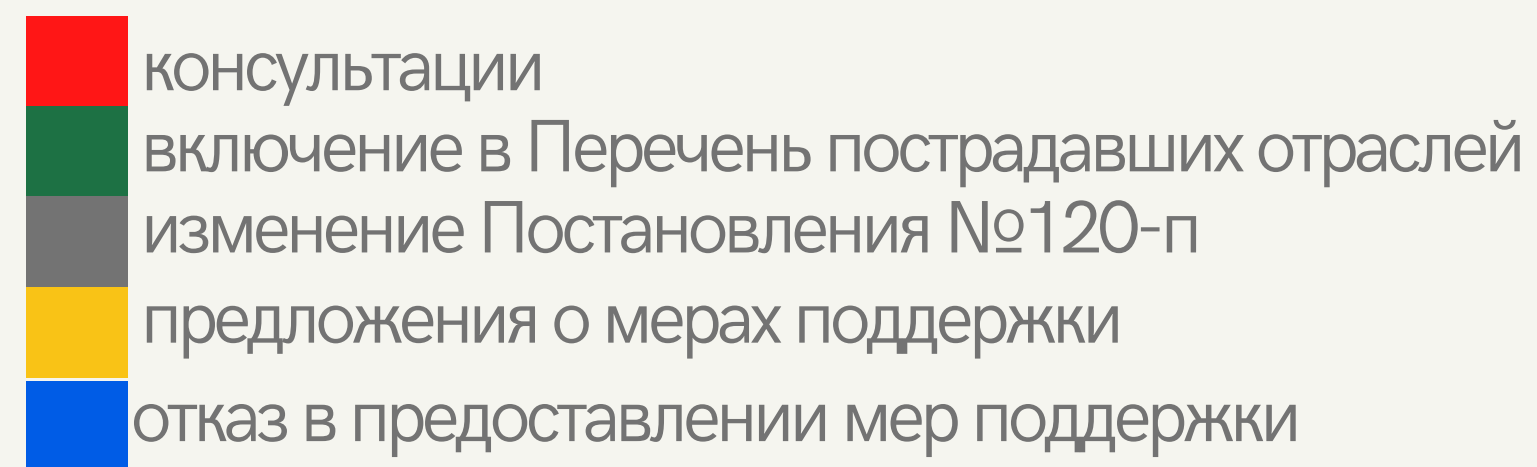 консультации
включение в Перечень пострадавших отраслей
изменение Постановления №120-п
предложения о мерах поддержки
отказ в предоставлении мер поддержки